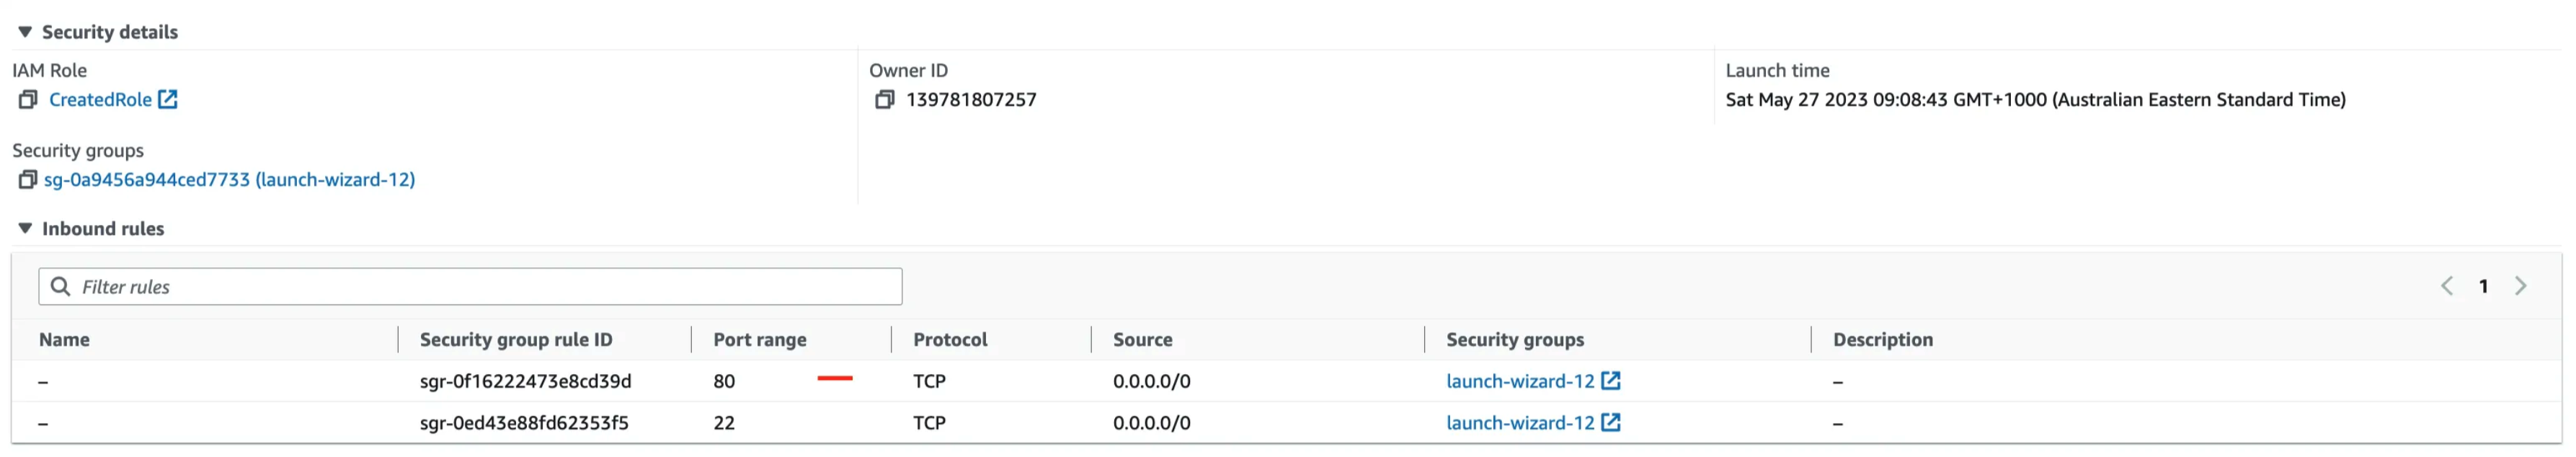 Security details
IAM Role
CreatedRole
Owner ID
139781807257
Launch time
Sat May 27 2023 09:08:43 GMT+1000 (Australian Eastern Standard Time)
Security groups
sg-0a9456a944ced7733 (launch-wizard-12)
Inbound rules
Filter rules
1
Name Security group rule ID Port range Protocol Source Security groups Description
– sgr-0f16222473e8cd39d 80 TCP 0.0.0.0/0 launch-wizard-12 –
– sgr-0ed43e88fd62353f5 22 TCP 0.0.0.0/0 launch-wizard-12 –